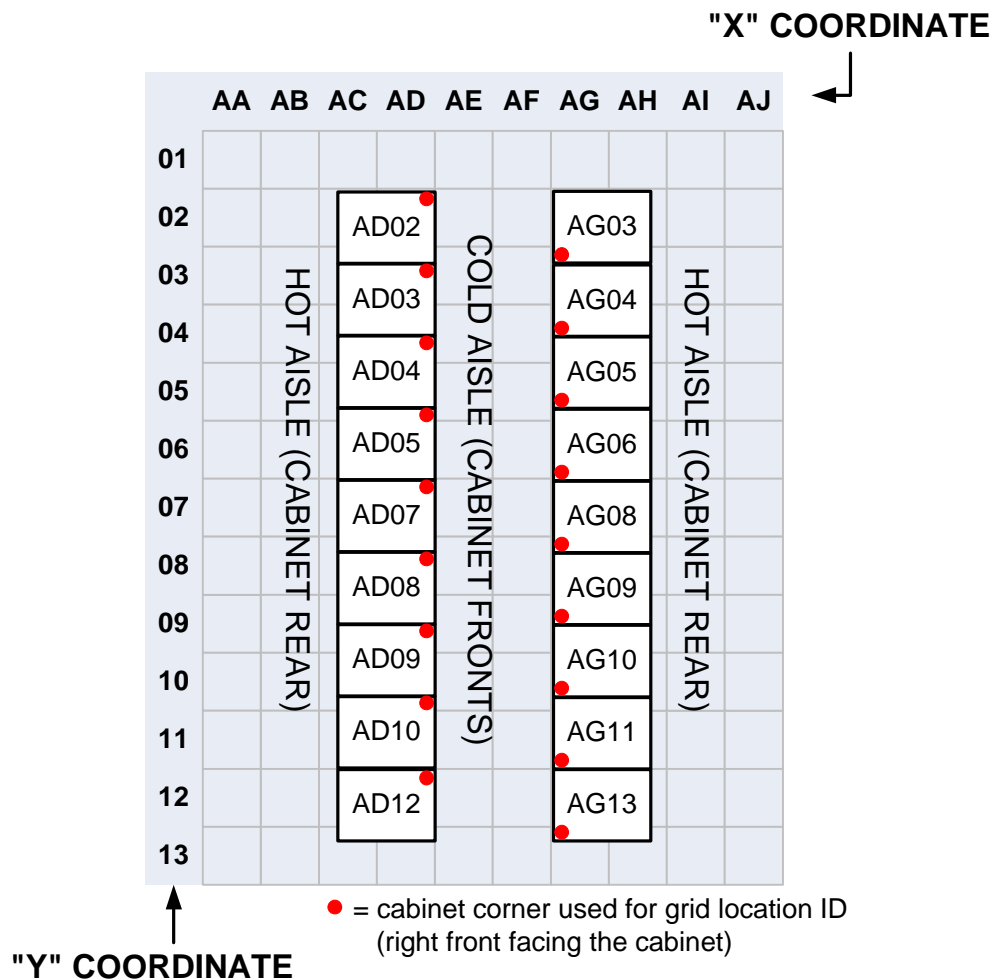 "X" COORDINATE
AA AB AC AD AE AF AG AH AI AJ
01
02
03
04
05
06
07
08
09
10
11
12
13
HOT AISLE (CABINET REAR)
AD02
AD03
AD04
AD05
AD07
AD08
AD09
AD10
AD12
COLD AISLE (CABINET FRONTS)
AG03
AG04
AG05
AG06
AG08
AG09
AG10
AG11
AG13
HOT AISLE (CABINET REAR)
= cabinet corner used for grid location ID
(right front facing the cabinet)
"Y" COORDINATE